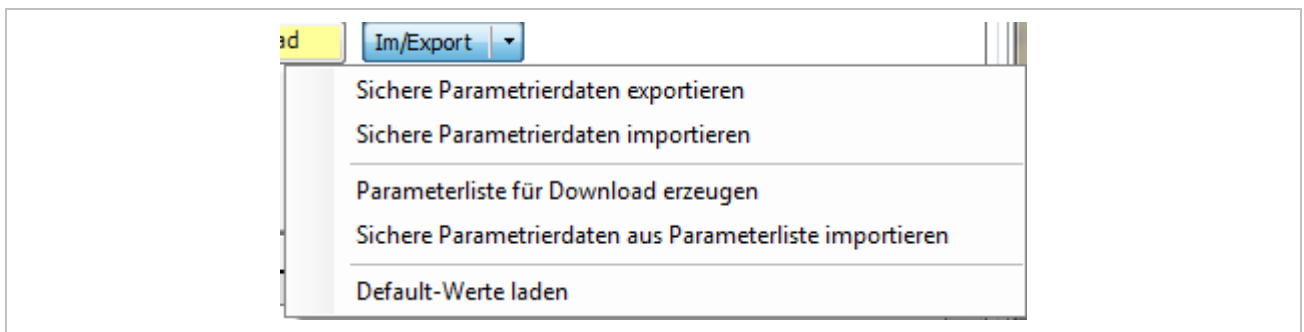 ad Im/Export
Sichere Parametrierdaten exportieren
Sichere Parametrierdaten importieren
Parameterliste für Download erzeugen
Sichere Parametrierdaten aus Parameterliste importieren
Default-Werte laden